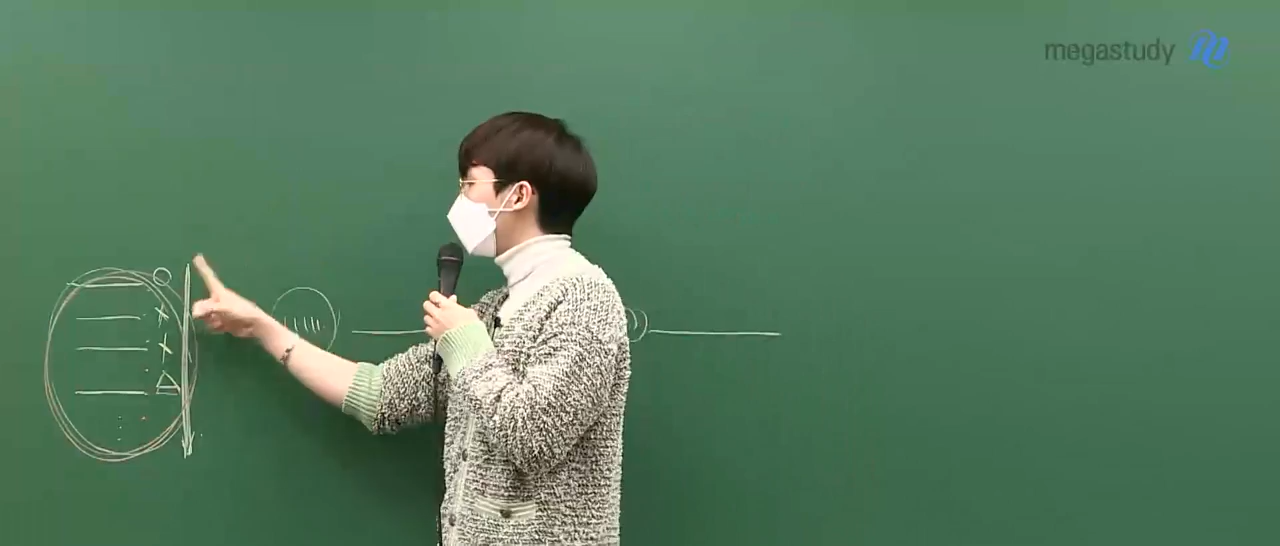 megastudy
○
×
×
△